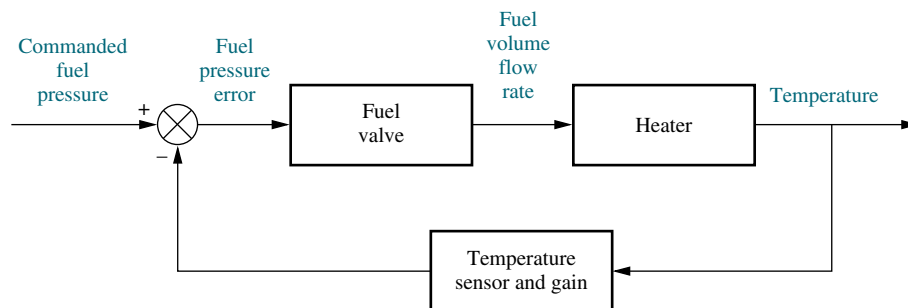 Commanded
fuel
pressure
+
−
Fuel
pressure
error
Fuel
valve
Fuel
volume
flow
rate
Heater
Temperature
Temperature
sensor and gain